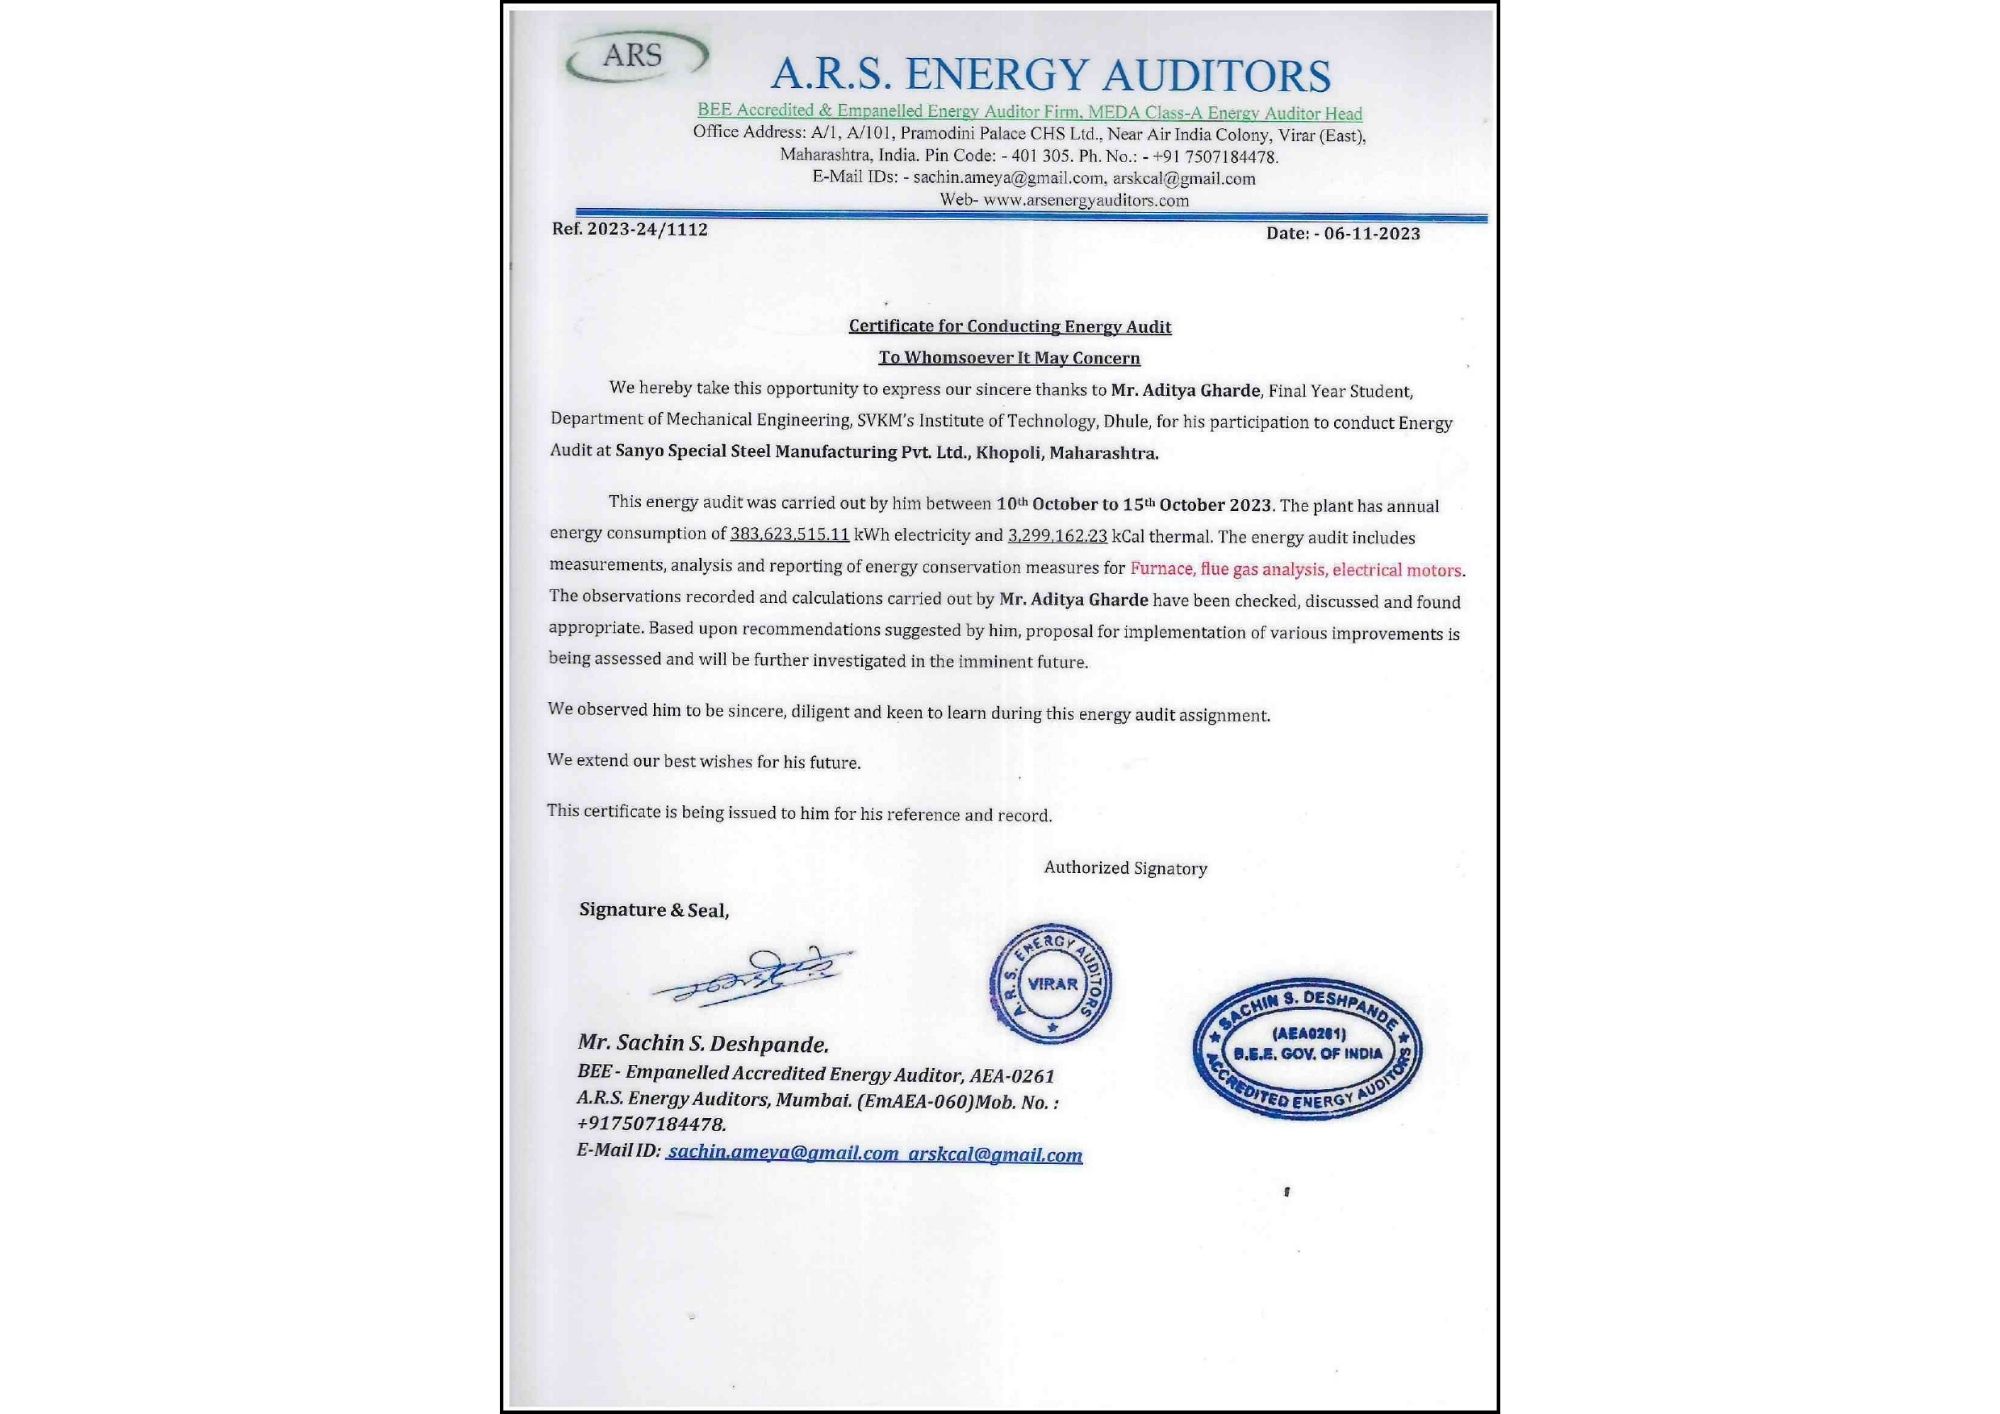 ARS
A.R.S. ENERGY AUDITORS
BEE Accredited & Empanelled Energy Auditor Firm, MEDA Class-A Energy Auditor Head
Office Address: A/1, A/101, Pramodini Palace CHS Ltd., Near Air India Colony, Virar (East),
Maharashtra, India. Pin Code: - 401 305. Ph. No.: - +91 7507184478.
E-Mail IDs: - sachin.ameya@gmail.com, arskcal@gmail.com
Web- www.arsenergyauditors.com
Ref. 2023-24/1112
Date: - 06-11-2023
Certificate for Conducting Energy Audit
To Whomsoever It May Concern
We hereby take this opportunity to express our sincere thanks to Mr. Aditya Gharde, Final Year Student,
Department of Mechanical Engineering, SVKM's Institute of Technology, Dhule, for his participation to conduct Energy
Audit at Sanyo Special Steel Manufacturing Pvt. Ltd., Khopoli, Maharashtra.
This energy audit was carried out by him between 10th October to 15th October 2023. The plant has annual
energy consumption of 383,623,515.11 kWh electricity and 3,299,162.23 kCal thermal. The energy audit includes
measurements, analysis and reporting of energy conservation measures for Furnace, flue gas analysis, electrical motors.
The observations recorded and calculations carried out by Mr. Aditya Gharde have been checked, discussed and found
appropriate. Based upon recommendations suggested by him, proposal for implementation of various improvements is
being assessed and will be further investigated in the imminent future.
We observed him to be sincere, diligent and keen to learn during this energy audit assignment.
We extend our best wishes for his future.
This certificate is being issued to him for his reference and record.
Authorized Signatory
Signature & Seal,
A. R. S. ENERGY AUDITORS
VIRAR
SACHIN S. DESHPANDE
(AEA0261)
B.E.E. GOV. OF INDIA
ACCREDITED ENERGY AUDITORS
Mr. Sachin S. Deshpande.
BEE - Empanelled Accredited Energy Auditor, AEA-0261
A.R.S. Energy Auditors, Mumbai. (EmAEA-060)Mob. No. :
+917507184478.
E-Mail ID: sachin.ameya@gmail.com arskcal@gmail.com